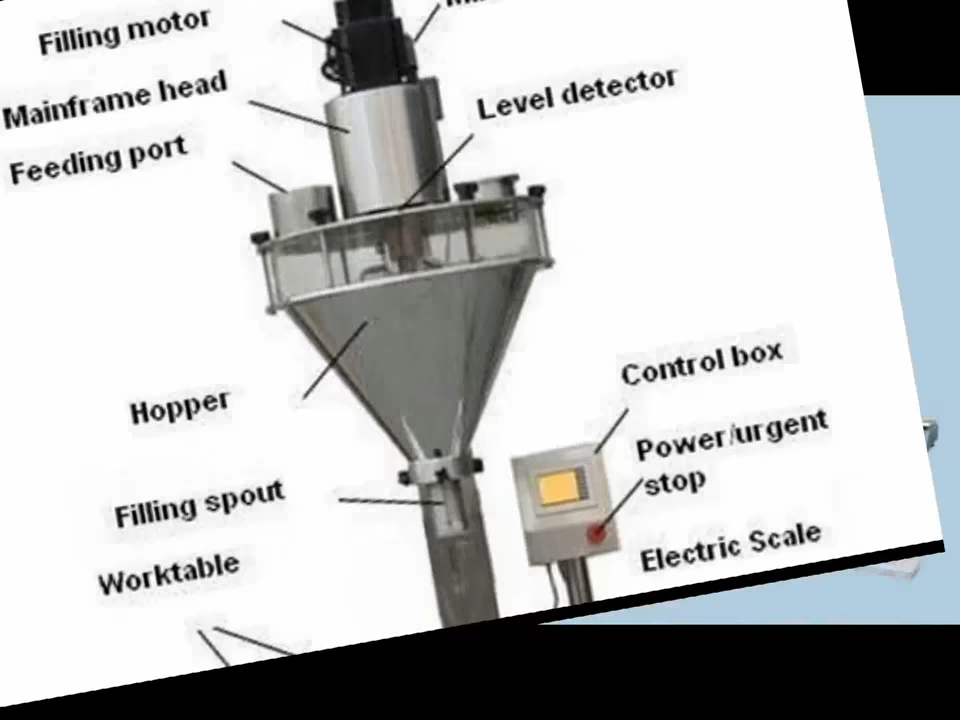 Filling motor
Mainframe head
Level detector
Feeding port
Control box
Hopper
Power/urgent
stop
Filling spout
Electric Scale
Worktable